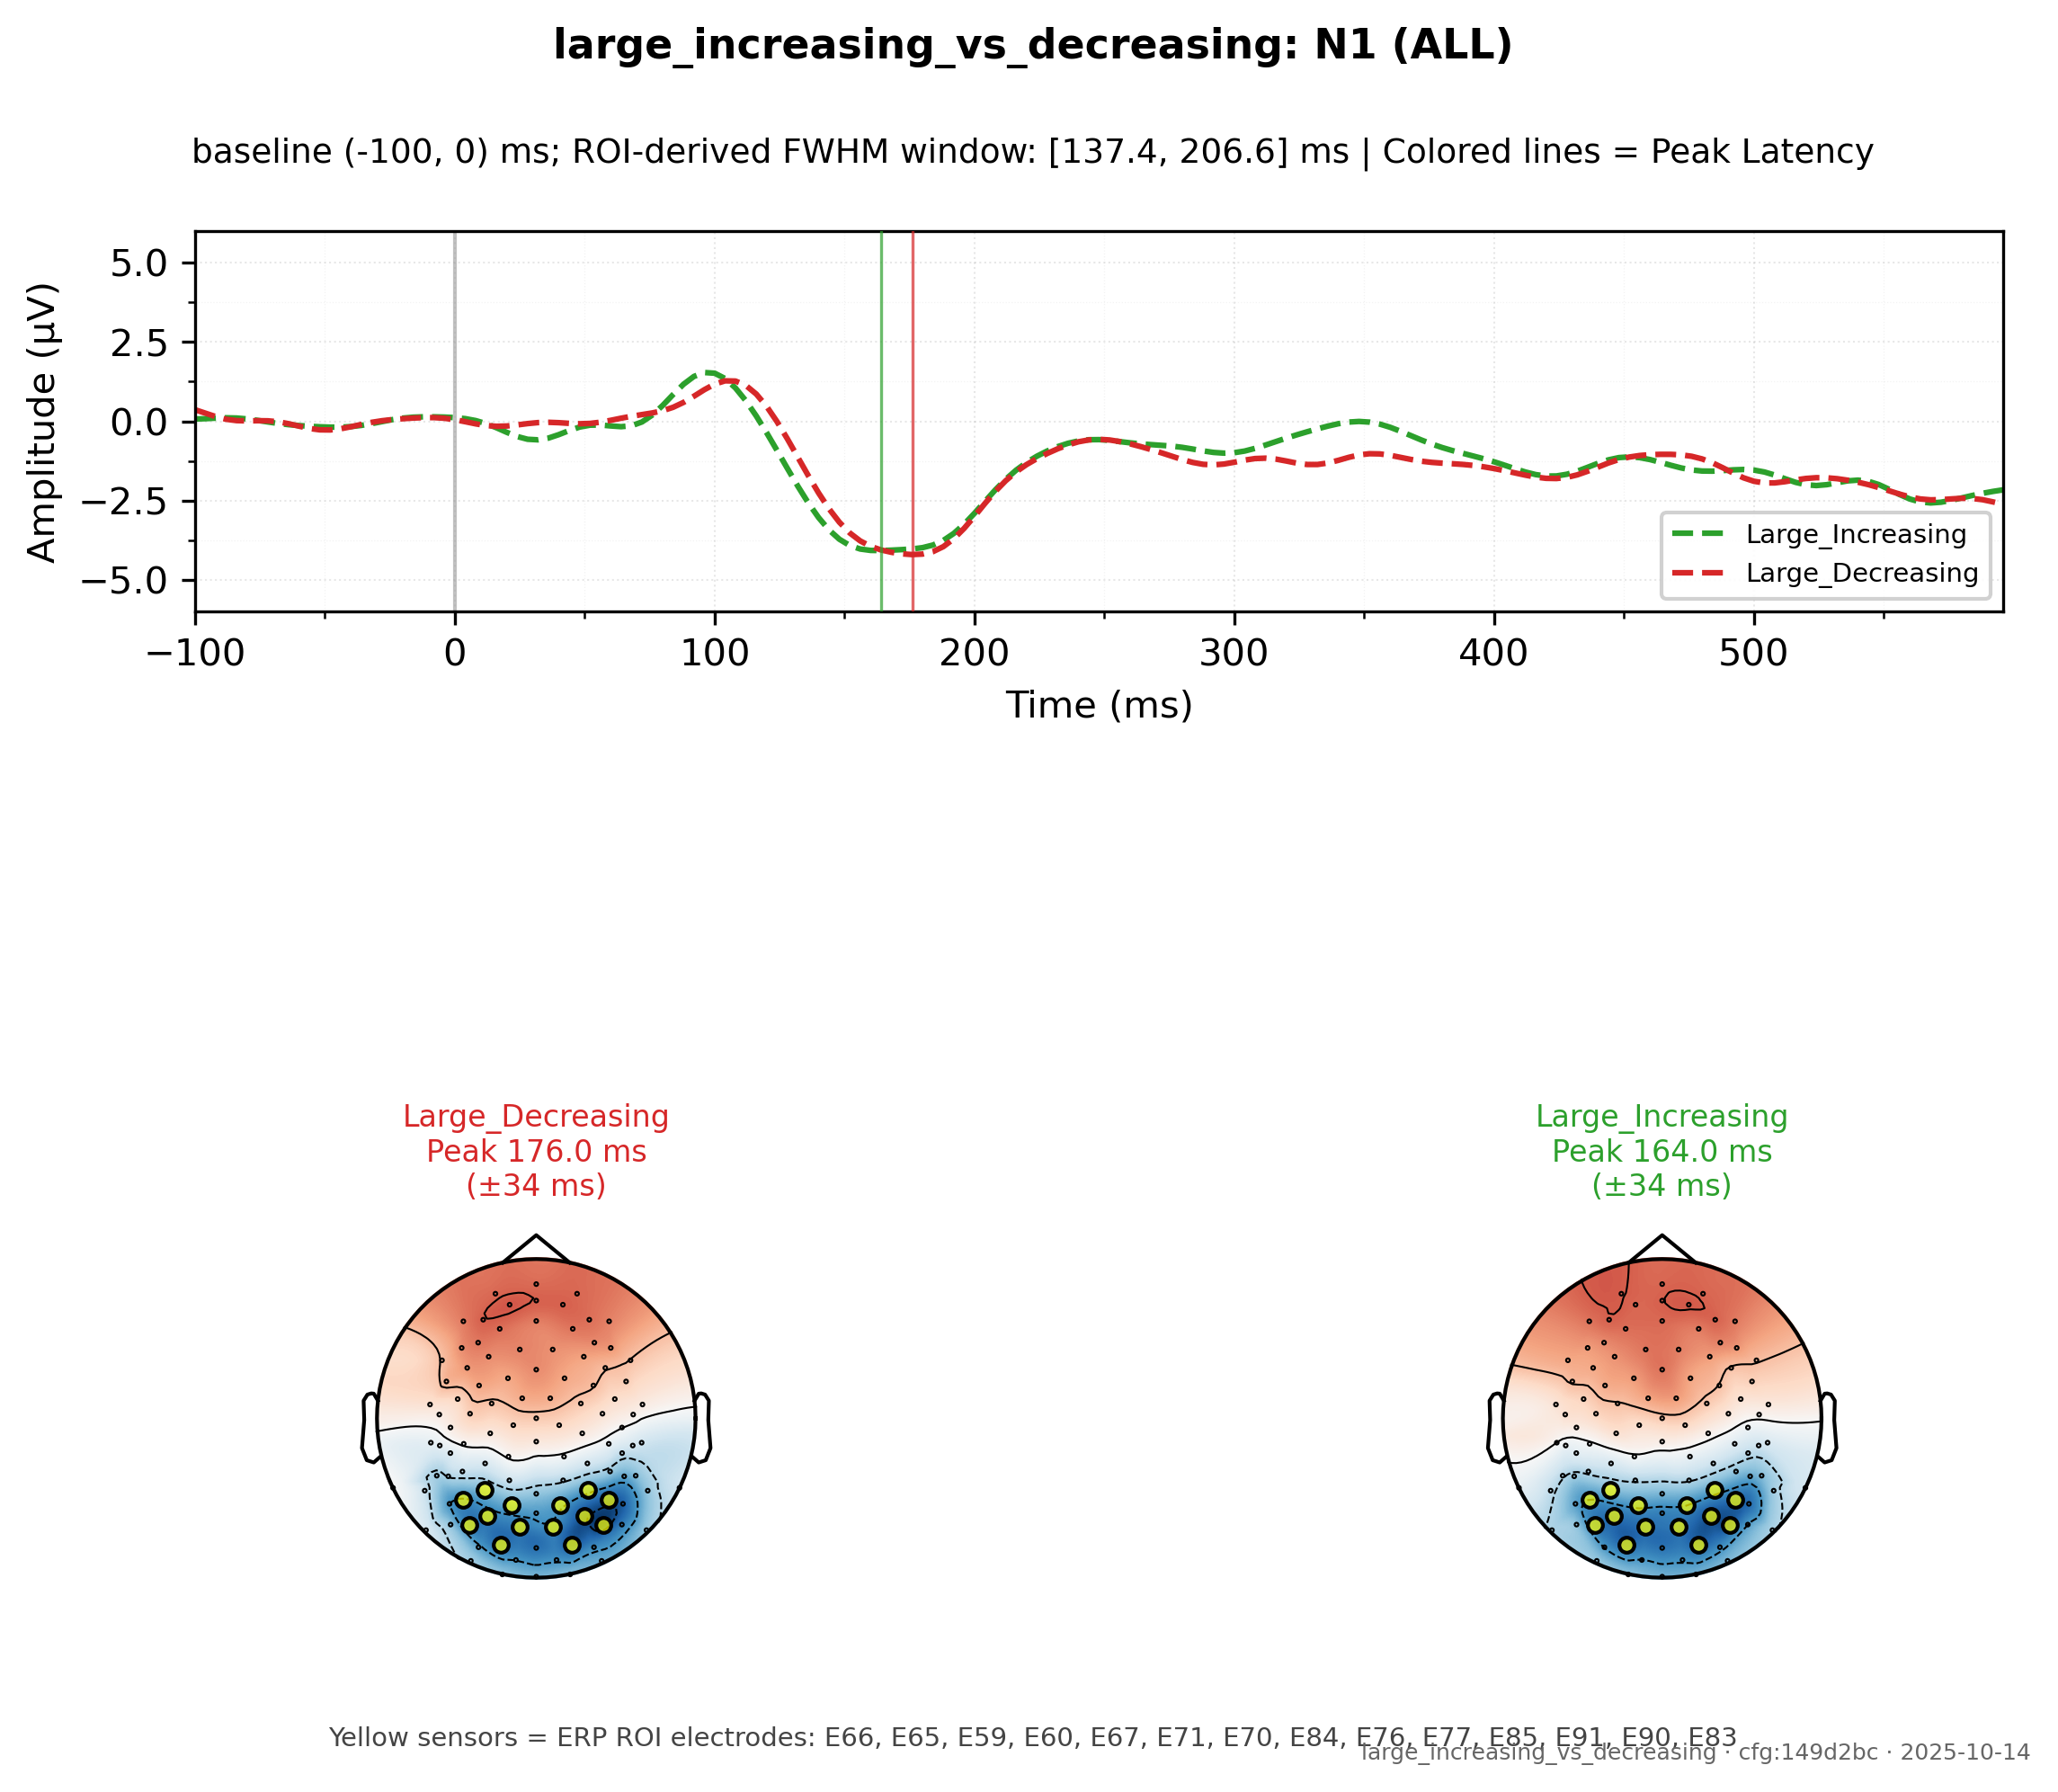 large_increasing_vs_decreasing: N1 (ALL)
baseline (-100, 0) ms; ROI-derived FWHM window: [137.4, 206.6] ms | Colored lines = Peak Latency
Amplitude (µV)
5.0
2.5
0.0
−2.5
−5.0
Large_Increasing
Large_Decreasing
−100
0
100
200
300
400
500
Time (ms)
Large_Decreasing
Peak 176.0 ms
(±34 ms)
Large_Increasing
Peak 164.0 ms
(±34 ms)
Yellow sensors = ERP ROI electrodes: E66, E65, E59, E60, E67, E71, E70, E84, E76, E77, E85, E91, E90, E83
large_increasing_vs_decreasing · cfg:149d2bc · 2025-10-14